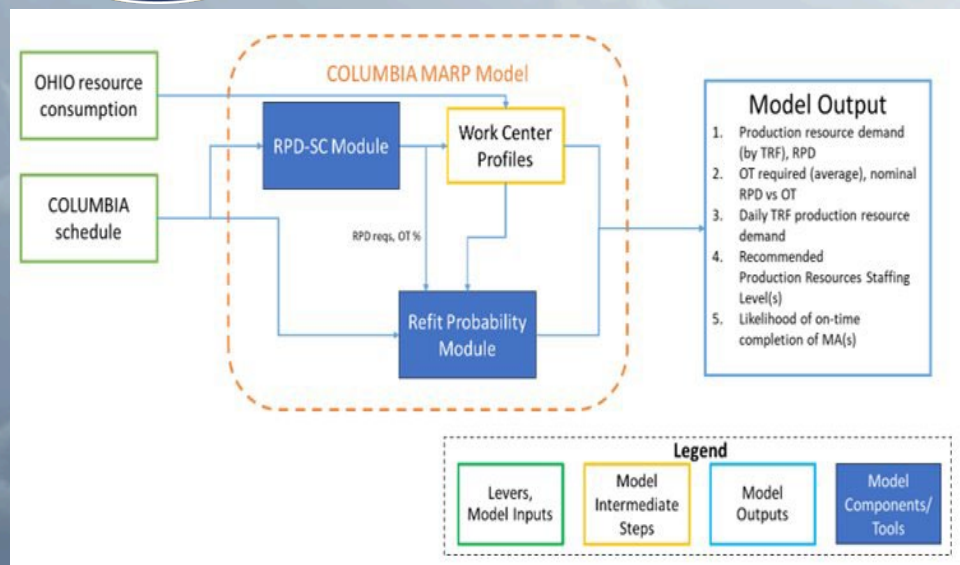 COLUMBIA MARP Model
OHIO resource
consumption
COLUMBIA
schedule
RPD-SC Module
Work Center
Profiles
RPD reqs, OT %
Refit Probability
Module
Model Output
1. Production resource demand
(by TRF), RPD
2. OT required (average), nominal
RPD vs OT
3. Daily TRF production resource
demand
4. Recommended
Production Resources Staffing
Level(s)
5. Likelihood of on-time
completion of MA(s)
Legend
Levers,
Model Inputs
Model
Intermediate
Steps
Model
Outputs
Model
Components/
Tools